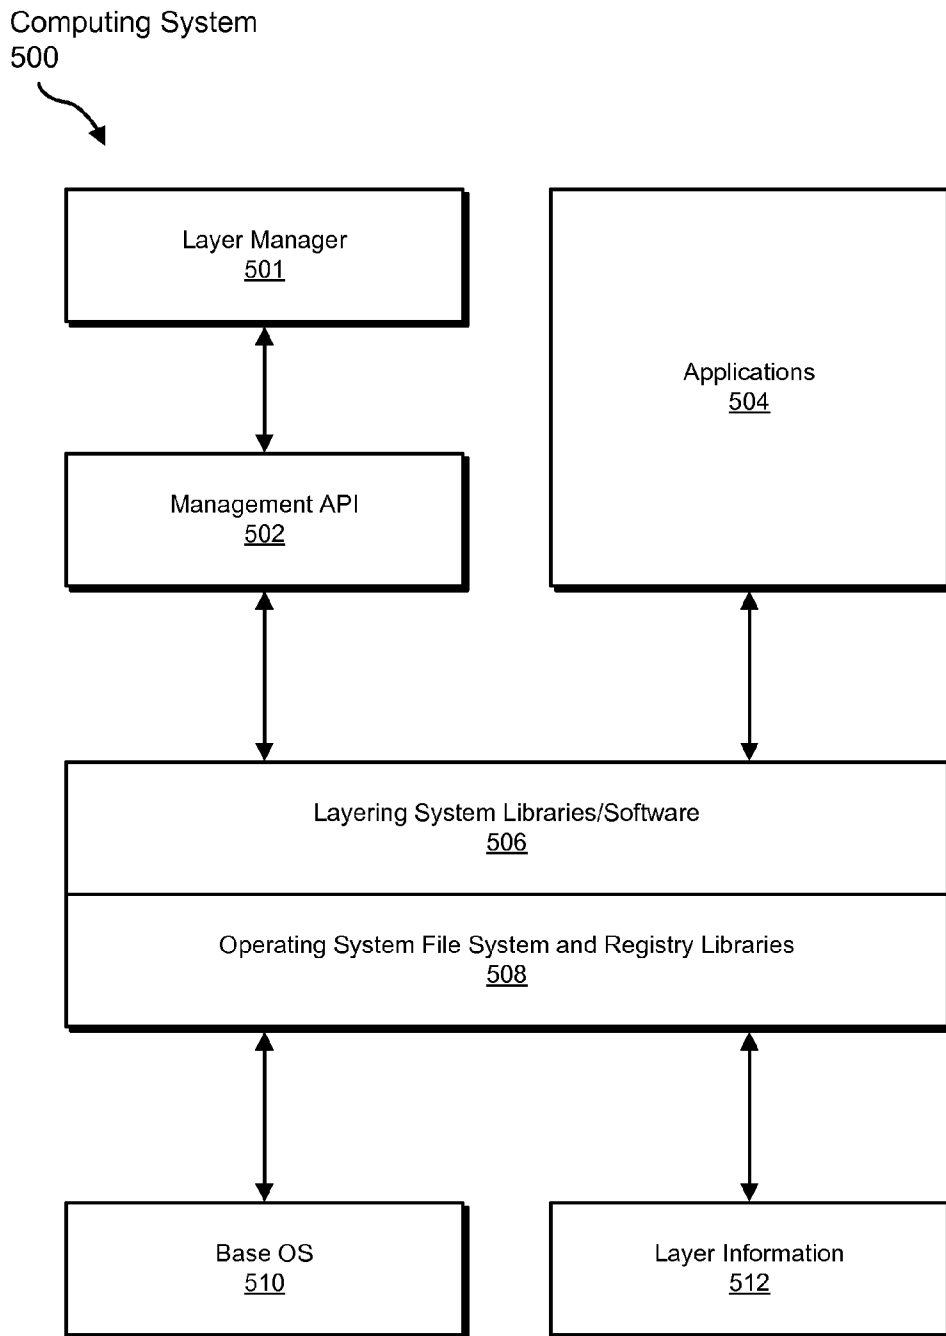 Computing System
500
Layer Manager
501
Applications
504
Management API
502
Layering System Libraries/Software
506
Operating System File System and Registry Libraries
508
Base OS
510
Layer Information
512